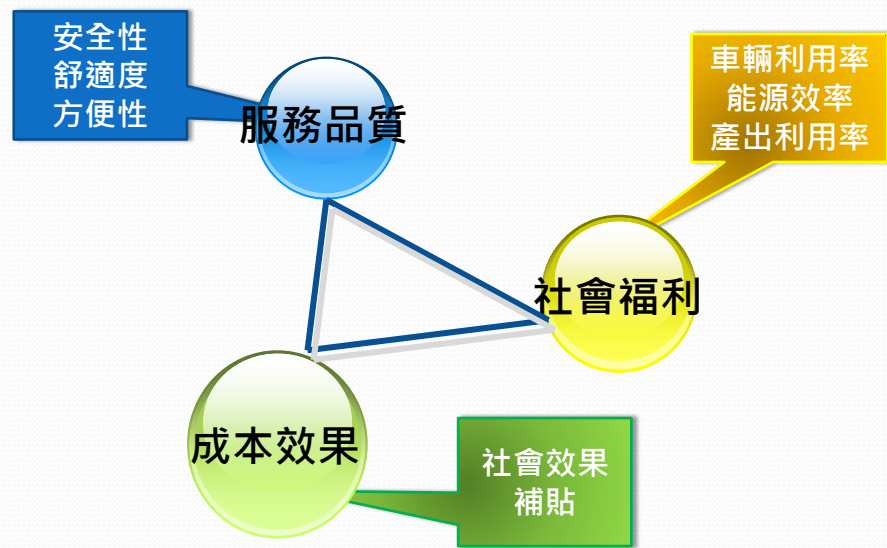 安全性
舒適度
方便性
服務品質
車輛利用率
能源效率
產出利用率
社會福利
成本效果
社會效果
補貼